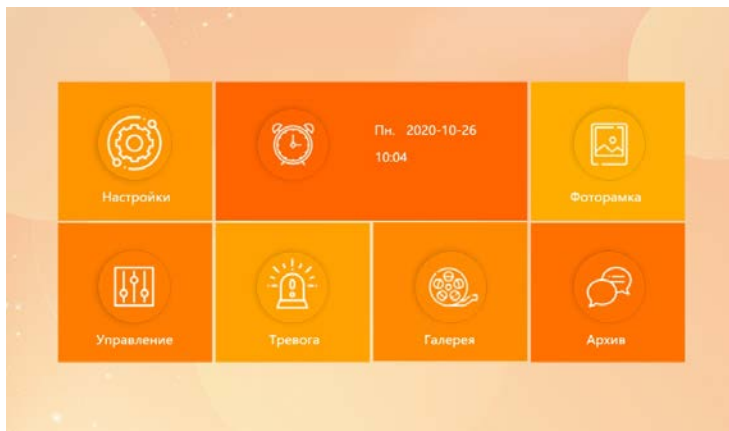 Пн. 2020-10-26
10:04
Настройки
Фоторамка
Управление
Тревога
Галерея
Архив